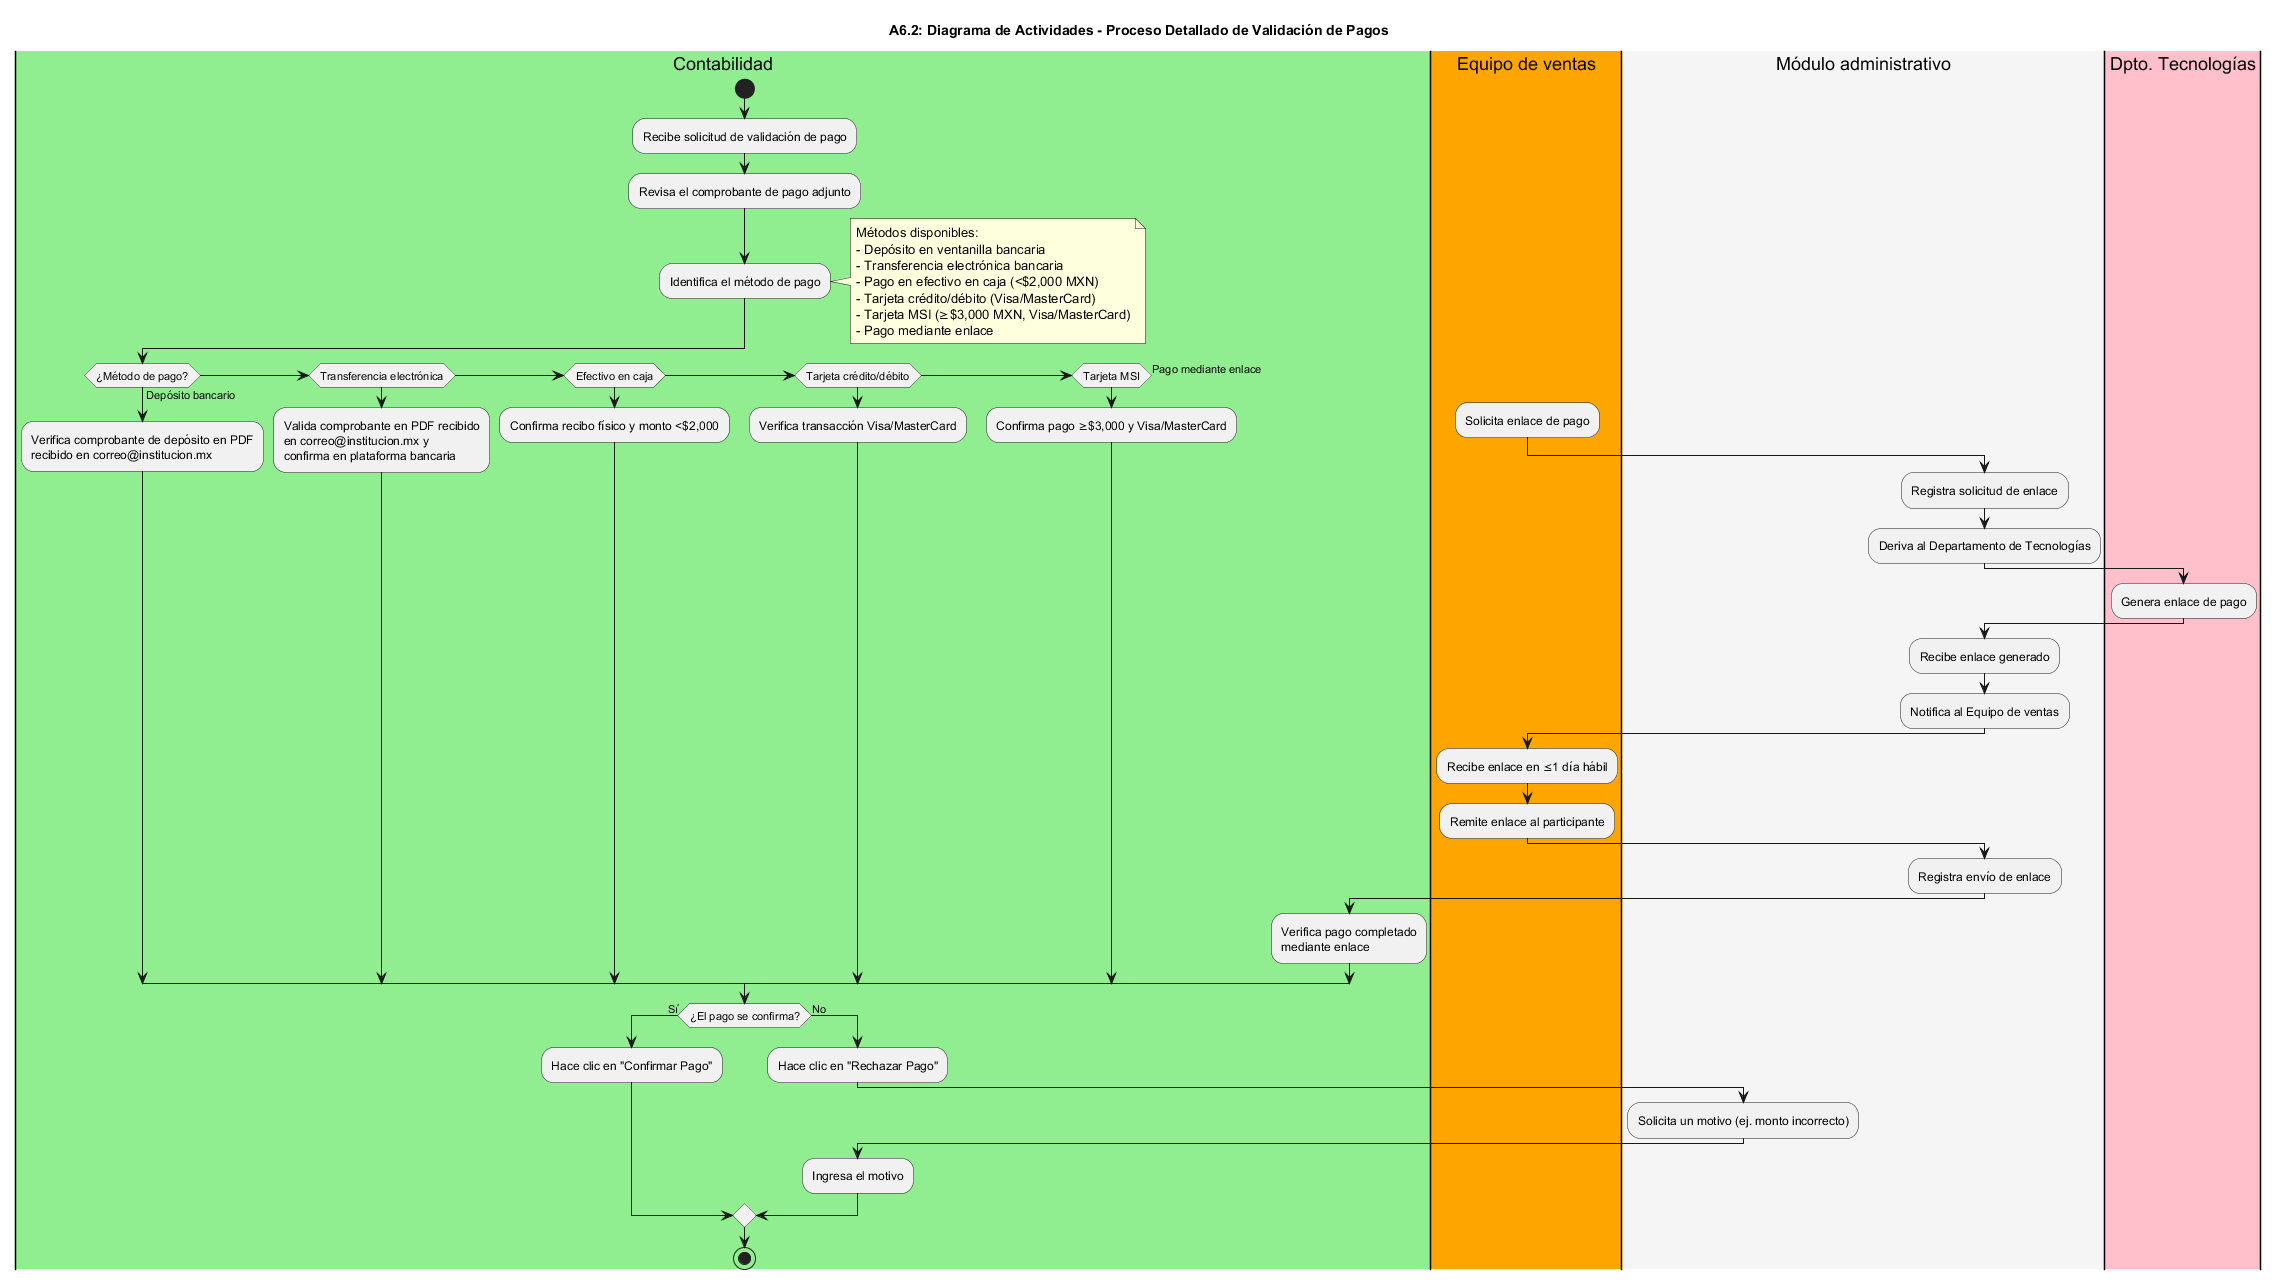 A6.2: Diagrama de Actividades - Proceso Detallado de Validación de Pagos
Contabilidad
Equipo de ventas
Módulo administrativo
Dpto. Tecnologías
Recibe solicitud de validación de pago
Revisa el comprobante de pago adjunto
Identifica el método de pago
Métodos disponibles:
- Depósito en ventanilla bancaria
- Transferencia electrónica bancaria
- Pago en efectivo en caja (<$2,000 MXN)
- Tarjeta crédito/débito (Visa/MasterCard)
- Tarjeta MSI (≥$3,000 MXN, Visa/MasterCard)
- Pago mediante enlace
¿Método de pago?
Transferencia electrónica
Efectivo en caja
Tarjeta crédito/débito
Tarjeta MSI
Pago mediante enlace
Depósito bancario
Verifica comprobante de depósito en PDF
recibido en correo@institucion.mx
Valida comprobante en PDF recibido
en correo@institucion.mx y
confirma en plataforma bancaria
Confirma recibo físico y monto <$2,000
Verifica transacción Visa/MasterCard
Confirma pago ≥$3,000 y Visa/MasterCard
Solicita enlace de pago
Registra solicitud de enlace
Deriva al Departamento de Tecnologías
Genera enlace de pago
Recibe enlace generado
Notifica al Equipo de ventas
Recibe enlace en ≤1 día hábil
Remite enlace al participante
Registra envío de enlace
Verifica pago completado
mediante enlace
¿El pago se confirma?
Sí
No
Hace clic en "Confirmar Pago"
Hace clic en "Rechazar Pago"
Solicita un motivo (ej. monto incorrecto)
Ingresa el motivo